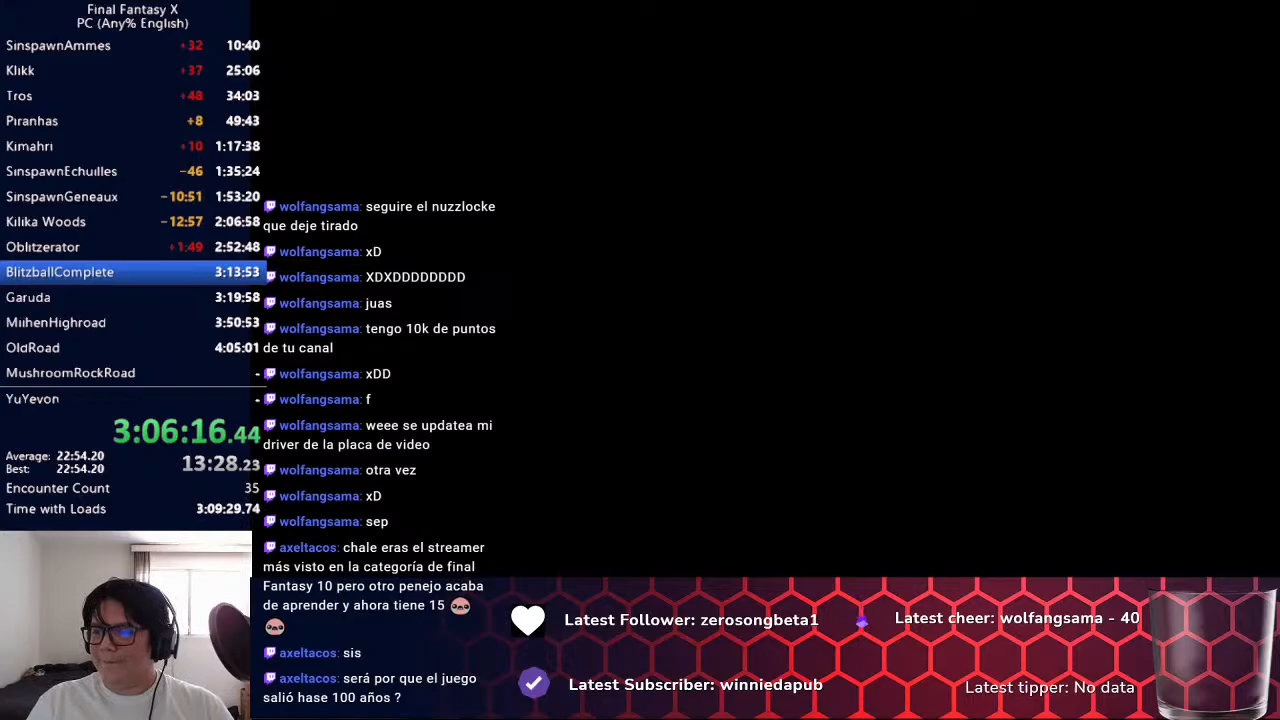 Final Fantasy X
PC (Any% English)
SinspawnAmmes +32 10:40
Klikk +37 25:06
Tros +48 34:03
Piranhas +8 49:43
Kimahri +10 1:17:38
SinspawnEchuilles -46 1:35:24
SinspawnGeneaux -10:51 1:53:20
Kilika Woods -12:57 2:06:58
Oblitzerator +1:49 2:52:48
BlitzballComplete 3:13:53
Garuda 3:19:58
MiihenHighroad 3:50:53
OldRoad 4:05:01
MushroomRockRoad -
YuYevon -
3:06:16.44
Average: 22:54.20
Best: 22:54.20
13:28.23
Encounter Count 35
Time with Loads 3:09:29.74
wolfangsama: seguire el nuzzlocke
que deje tirado
wolfangsama: xD
wolfangsama: XDXDDDDDDDD
wolfangsama: juas
wolfangsama: tengo 10k de puntos
de tu canal
wolfangsama: xDD
wolfangsama: f
wolfangsama: weee se updatea mi
driver de la placa de video
wolfangsama: otra vez
wolfangsama: xD
wolfangsama: sep
axeltacos: chale eras el streamer
más visto en la categoría de final
Fantasy 10 pero otro penejo acaba
de aprender y ahora tiene 15
axeltacos: sis
axeltacos: será por que el juego
salió hase 100 años ?
Latest Follower: zerosongbeta1
Latest cheer: wolfangsama - 40
Latest Subscriber: winniedapub
Latest tipper: No data